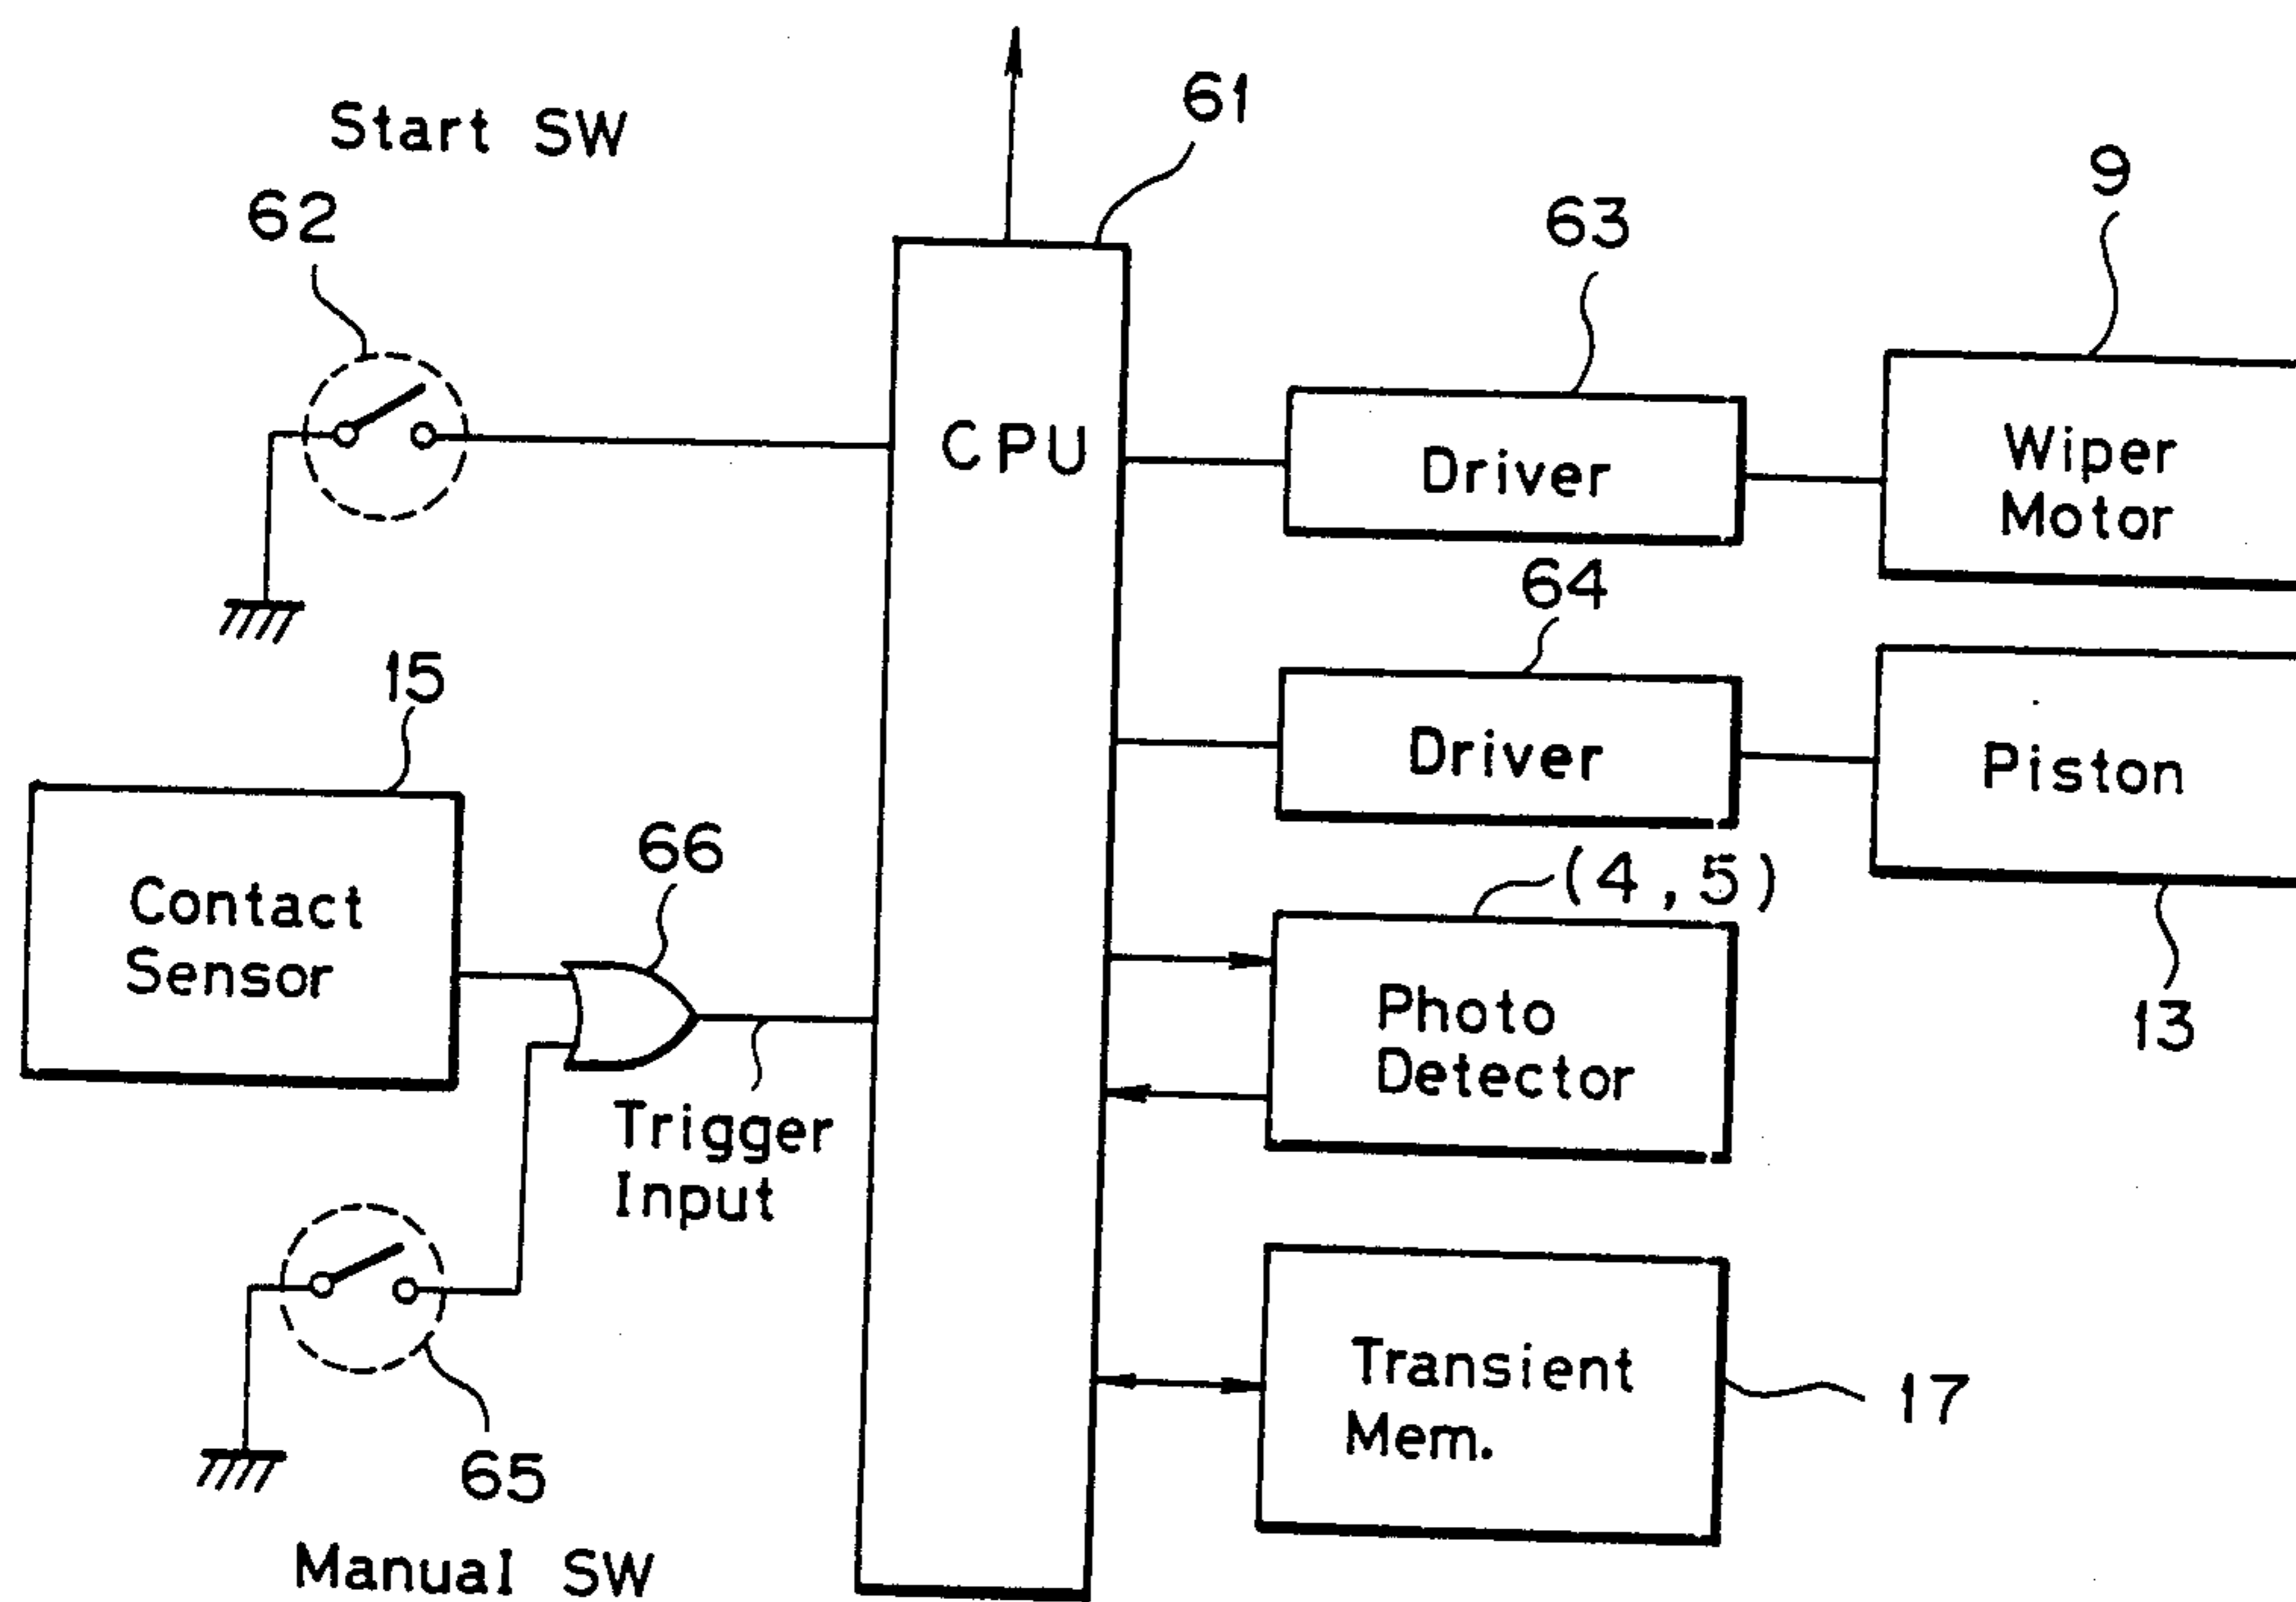 Start SW
62
61
CPU
63
Driver
9
Wiper
Motor
64
Driver
Piston
13
15
Contact
Sensor
66
Trigger
Input
(4,5)
Photo
Detector
Transient
Mem.
17
65
Manual SW